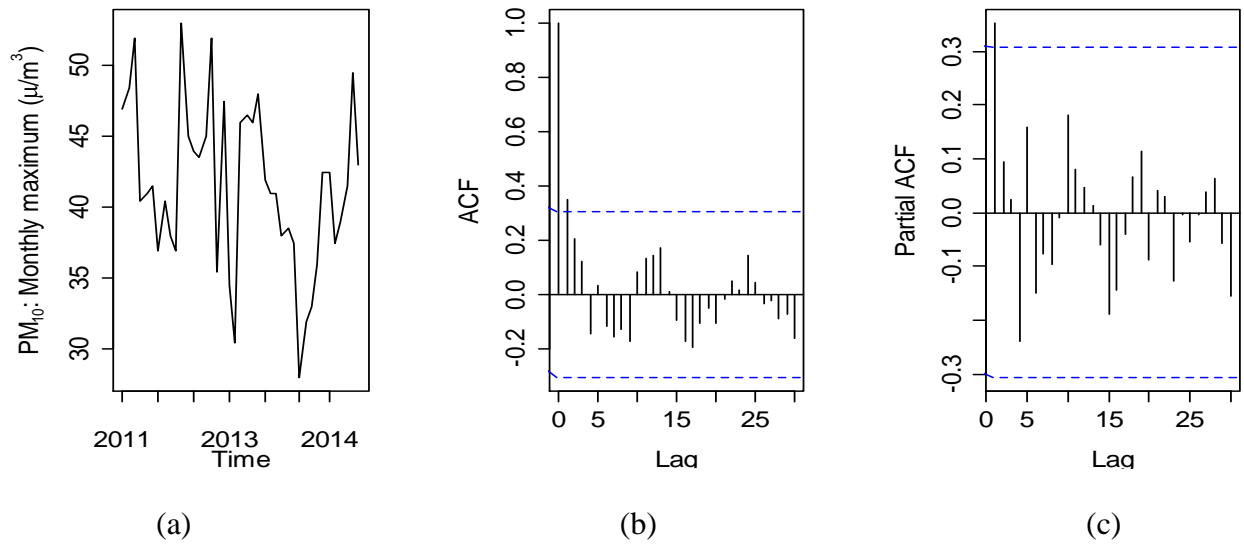 PM₁₀: Monthly maximum (μ/m³)
30 35 40 45 50
2011 2013 2014
Time
(a)
ACF
-0.2 0.0 0.2 0.4 0.6 0.8 1.0
0 5 15 25
Lag
(b)
Partial ACF
-0.3 -0.1 0.0 0.1 0.3
0 5 15 25
Lag
(c)